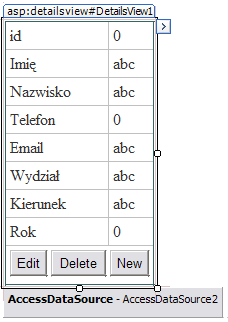 asp:detailsview#DetailsView1
id 0
Imię abc
Nazwisko abc
Telefon 0
Email abc
Wydział abc
Kierunek abc
Rok 0
Edit Delete New
AccessDataSource - AccessDataSource2